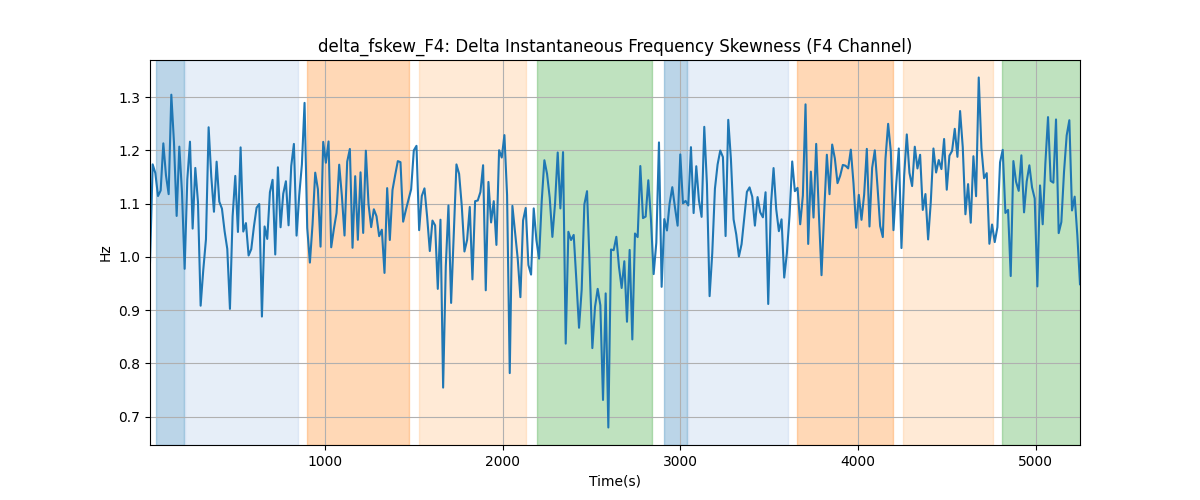 delta_fskew_F4: Delta Instantaneous Frequency Skewness (F4 Channel)
1.3
1.2
1.1
1.0
0.9
0.8
0.7
Hz
1000 2000 3000 4000 5000
Time(s)